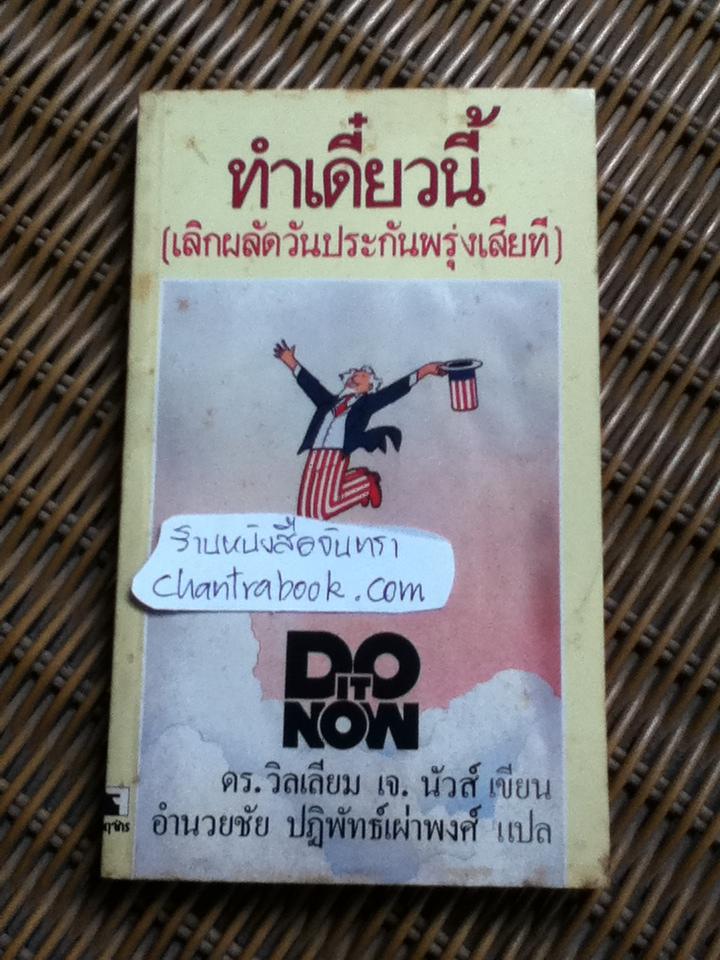 ทำเดี๋ยวนี้
(เลิกผลัดวันประกันพรุ่งเสียที)
ร้านหนังสือจันทรา
chantrabook.com
DO
IT
NOW
ดร. วิลเลียม เจ. นัวส์ เขียน
อำนวยชัย ปฏิพัทธ์เผ่าพงศ์ แปล